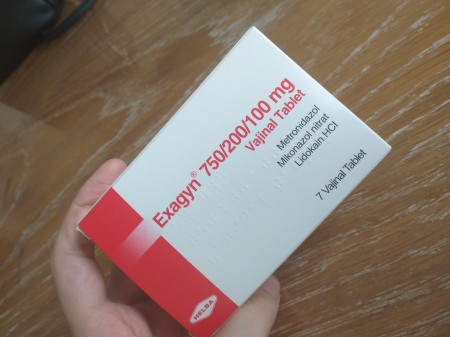 Exagyn® 750/200/100 mg
Vajinal Tablet
Metronidazol
Mikonazol nitrat
Lidokain HCl
7 Vajinal Tablet
HELBA